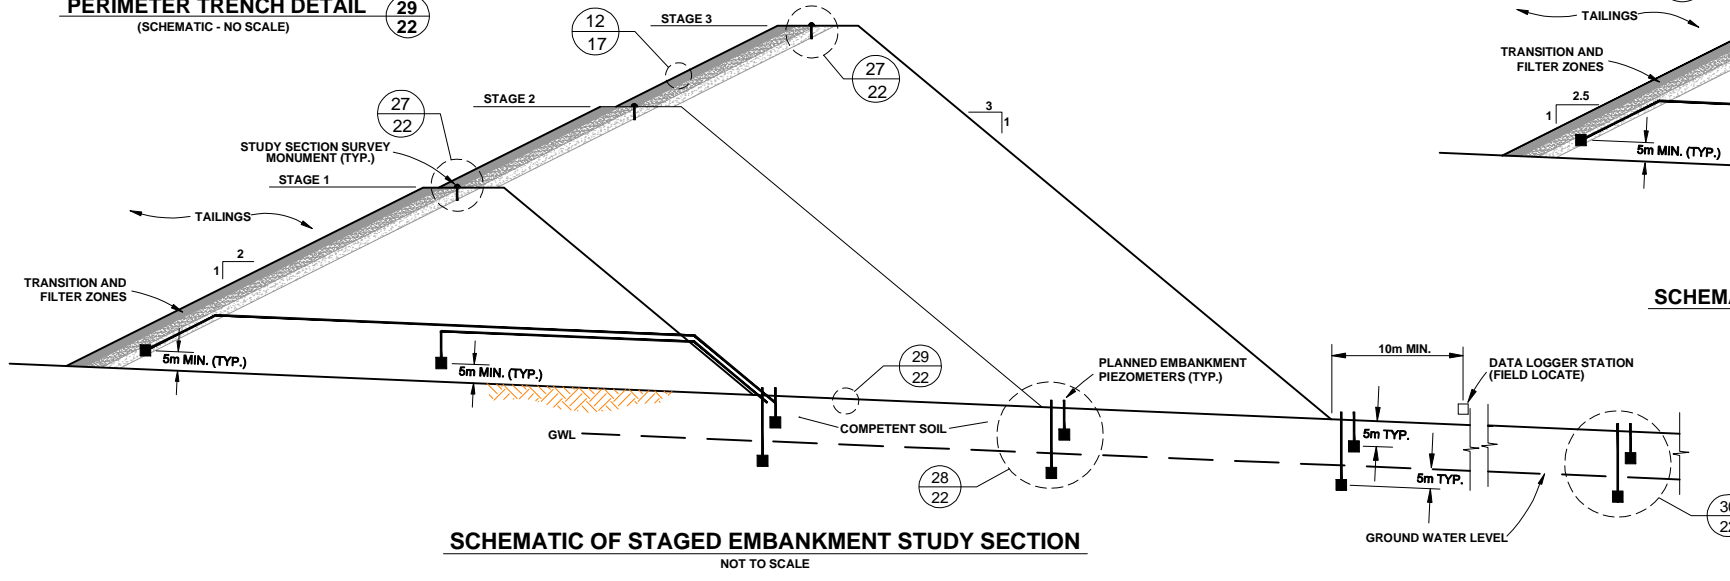 PERIMETER TRENCH DETAIL
(SCHEMATIC - NO SCALE)
29
22
12
17
STAGE 3
27
22
STAGE 2
27
22
STUDY SECTION SURVEY
MONUMENT (TYP.)
STAGE 1
TAILINGS
2
1
3
1
TRANSITION AND
FILTER ZONES
5m MIN. (TYP.)
5m MIN. (TYP.)
GWL
29
22
COMPETENT SOIL
PLANNED EMBANKMENT
PIEZOMETERS (TYP.)
28
22
10m MIN.
DATA LOGGER STATION
(FIELD LOCATE)
5m TYP.
5m TYP.
GROUND WATER LEVEL
TAILINGS
TRANSITION AND
FILTER ZONES
2.5
1
5m MIN. (TYP.)
SCHEMATIC OF STAGED EMBANKMENT STUDY SECTION
NOT TO SCALE